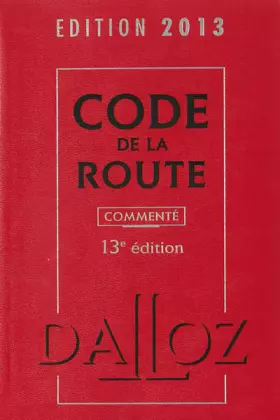 EDITION 2013
CODE
DE LA
ROUTE
COMMENTÉ
13e édition
DALLOZ